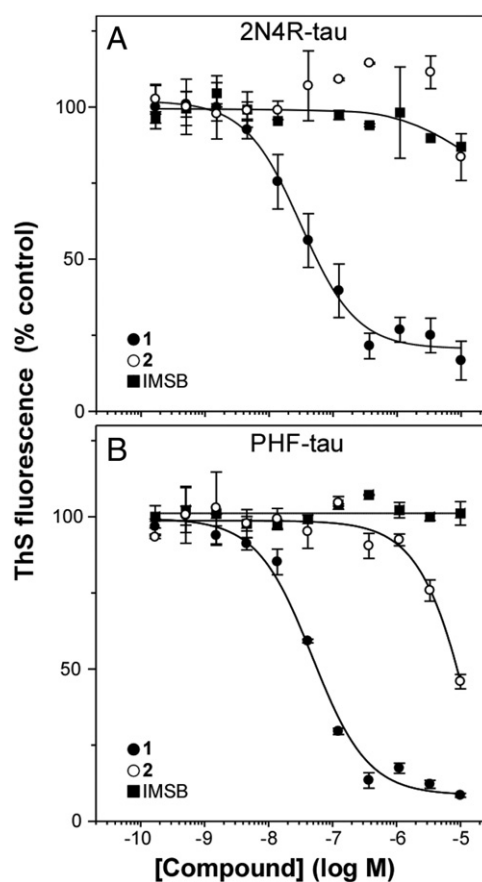 A
2N4R-tau
100
50
0
1
2
IMSB
ThS fluorescence (% control)
B
PHF-tau
100
50
0
1
2
IMSB
-10 -9 -8 -7 -6 -5
[Compound] (log M)